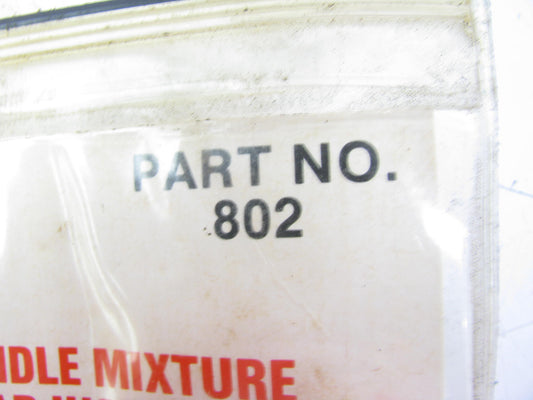 PART NO.
802
IDLE MIXTURE